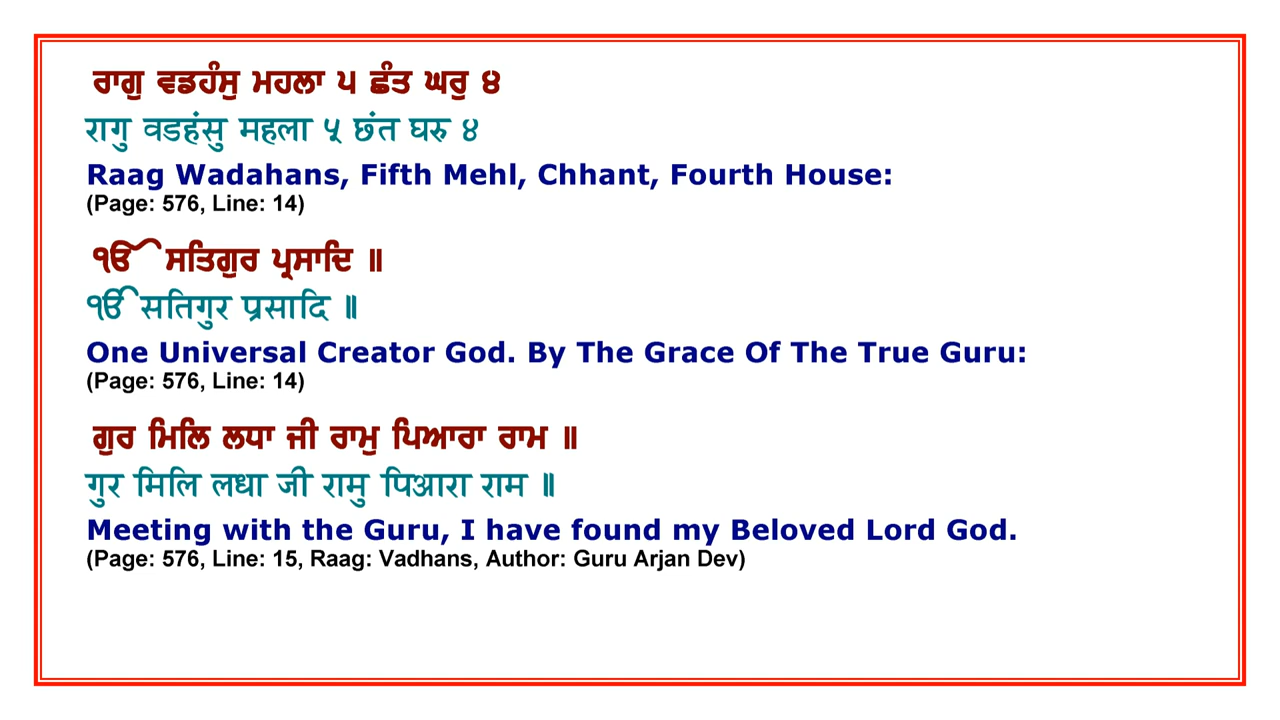 ਰਾਗੁ ਵਡਹੰਸੁ ਮਹਲਾ ੫ ਛੰਤ ਘਰੁ ੪
रागु वडहंसु महला ५ छंत घरु ४
Raag Wadahans, Fifth Mehl, Chhant, Fourth House:
(Page: 576, Line: 14)
ੴ ਸਤਿਗੁਰ ਪ੍ਰਸਾਦਿ ॥
ੴ सतिगुर प्रसादि ॥
One Universal Creator God. By The Grace Of The True Guru:
(Page: 576, Line: 14)
ਗੁਰ ਮਿਲਿ ਲਧਾ ਜੀ ਰਾਮੁ ਪਿਆਰਾ ਰਾਮ ॥
गुर मिलि लधा जी रामु पिआरा राम ॥
Meeting with the Guru, I have found my Beloved Lord God.
(Page: 576, Line: 15, Raag: Vadhans, Author: Guru Arjan Dev)